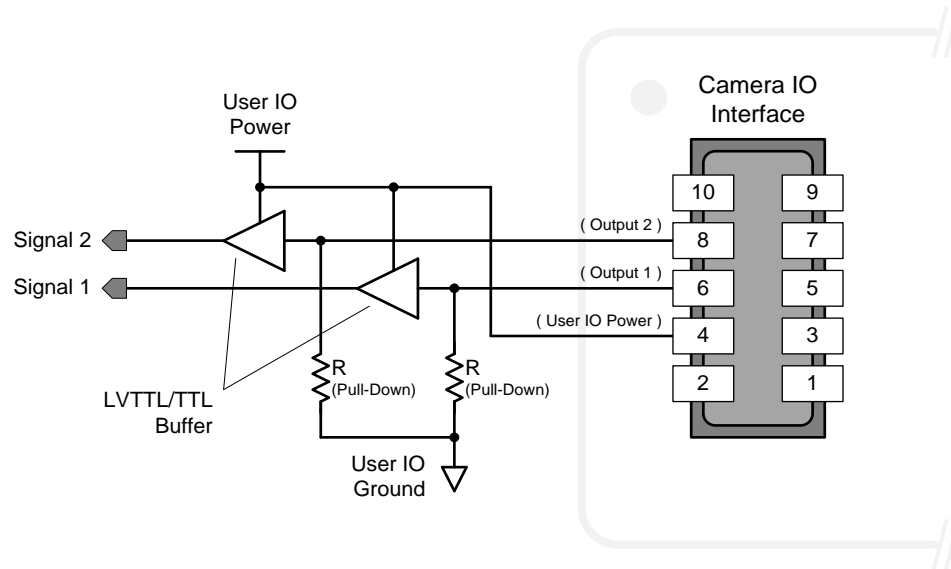 Camera IO
Interface
User IO
Power
10
9
( Output 2 )
8
7
Signal 2
( Output 1 )
6
5
Signal 1
( User IO Power )
4
3
R
(Pull-Down)
R
(Pull-Down)
2
1
LVTTL/TTL
Buffer
User IO
Ground